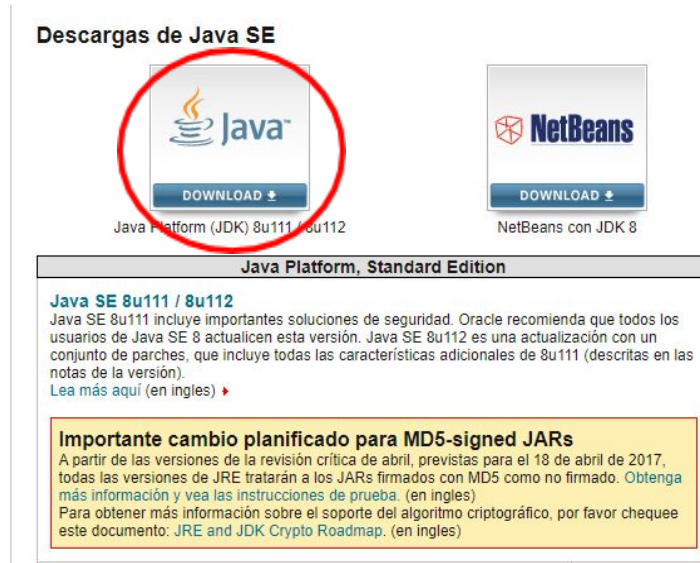 Descargas de Java SE
Java™
NetBeans
DOWNLOAD
DOWNLOAD
Java Platform (JDK) 8u111 / 8u112
NetBeans con JDK 8
Java Platform, Standard Edition
Java SE 8u111 / 8u112
Java SE 8u111 incluye importantes soluciones de seguridad. Oracle recomienda que todos los
usuarios de Java SE 8 actualicen esta versión. Java SE 8u112 es una actualización con un
conjunto de parches, que incluye todas las características adicionales de 8u111 (descritas en las
notas de la versión).
Lea más aquí (en ingles)
Importante cambio planificado para MD5-signed JARs
A partir de las versiones de la revisión crítica de abril, previstas para el 18 de abril de 2017,
todas las versiones de JRE tratarán a los JARs firmados con MD5 como no firmado. Obtenga
más información y vea las instrucciones de prueba. (en ingles)
Para obtener más información sobre el soporte del algoritmo criptográfico, por favor chequee
este documento: JRE and JDK Crypto Roadmap. (en ingles)